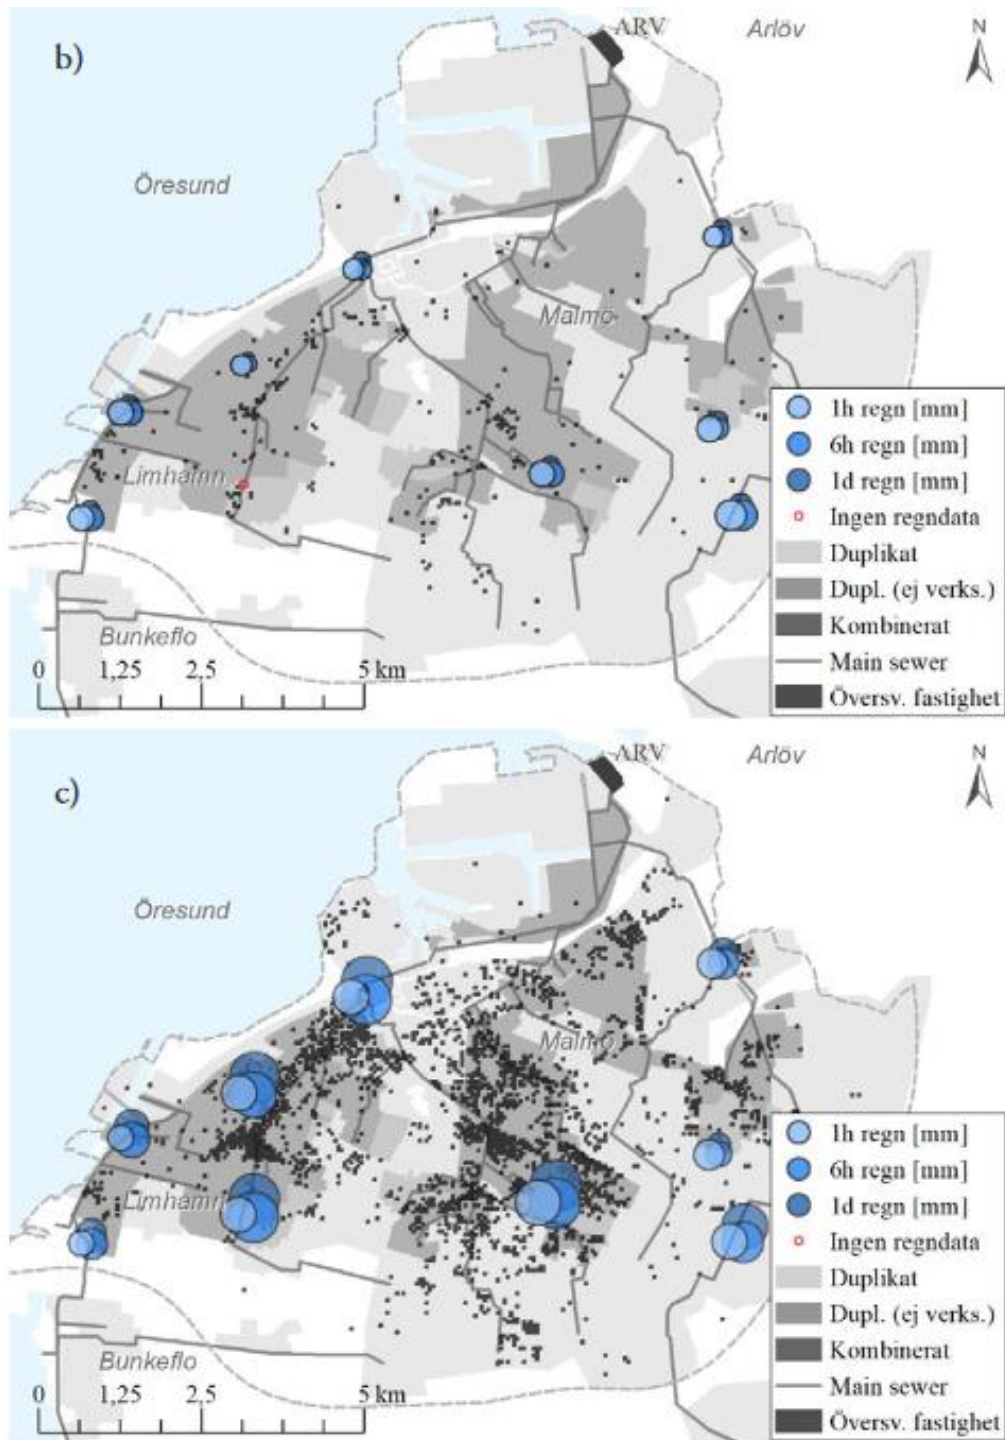 b)
ARV
Arlöv
N
Öresund
Malmö
Limhamn
Bunkeflo
0 1,25 2,5 5 km
1h regn [mm]
6h regn [mm]
1d regn [mm]
Ingen regndata
Duplikat
Dupl. (ej verks.)
Kombinerat
Main sewer
Översv. fastighet
c)
ARV
Arlöv
N
Öresund
Malmö
Limhamn
Bunkeflo
0 1,25 2,5 5 km
1h regn [mm]
6h regn [mm]
1d regn [mm]
Ingen regndata
Duplikat
Dupl. (ej verks.)
Kombinerat
Main sewer
Översv. fastighet